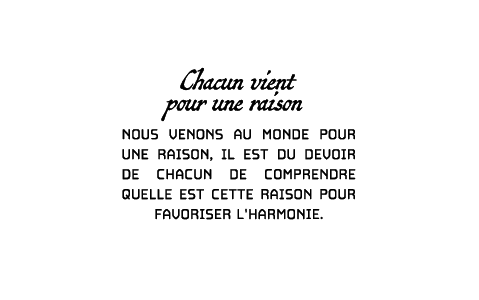 Chacun vient
pour une raison
NOUS VENONS AU MONDE POUR
UNE RAISON, IL EST DU DEVOIR
DE CHACUN DE COMPRENDRE
QUELLE EST CETTE RAISON POUR
FAVORISER L'HARMONIE.